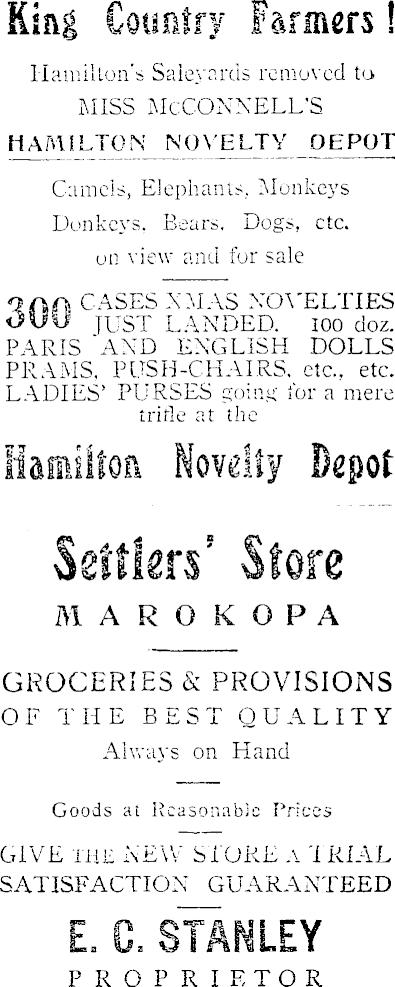 King Country Farmers !
Hamilton's Saleyards removed to
MISS McCONNELL'S
HAMILTON NOVELTY DEPOT
Camels, Elephants, Monkeys
Donkeys. Bears. Dogs, etc.
on view and for sale
300 CASES XMAS NOVELTIES
JUST LANDED. 100 doz.
PARIS AND ENGLISH DOLLS
PRAMS, PUSH-CHAIRS, etc., etc.
LADIES' PURSES going for a mere
trifle at the
Hamilton Novelty Depot
Settlers' Store
MAROKOPA
GROCERIES & PROVISIONS
OF THE BEST QUALITY
Always on Hand
Goods at Reasonable Prices
GIVE THE NEW STORE A TRIAL
SATISFACTION GUARANTEED
E. C. STANLEY
PROPRIETOR